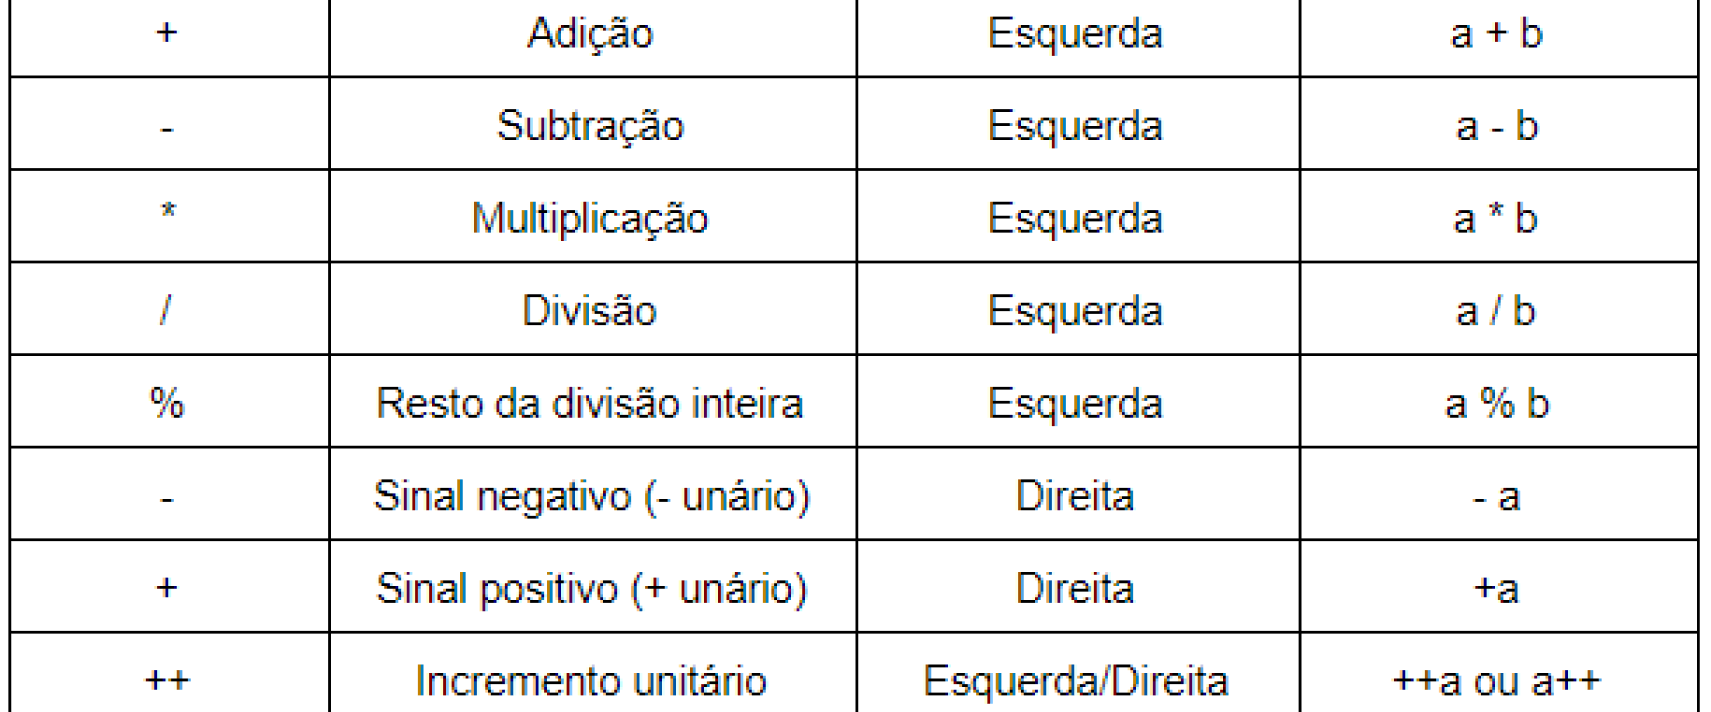 + Adição Esquerda a + b
- Subtração Esquerda a - b
* Multiplicação Esquerda a * b
/ Divisão Esquerda a / b
% Resto da divisão inteira Esquerda a % b
- Sinal negativo (- unário) Direita - a
+ Sinal positivo (+ unário) Direita +a
++ Incremento unitário Esquerda/Direita ++a ou a++